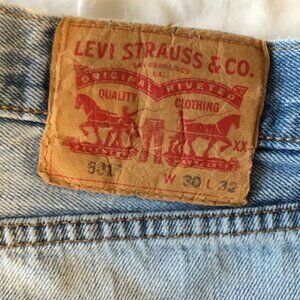 LEVI STRAUSS & CO.
SAN FRANCISCO
CAL.
ORIGINAL RIVETED
QUALITY CLOTHING
XX
W 30 L 32